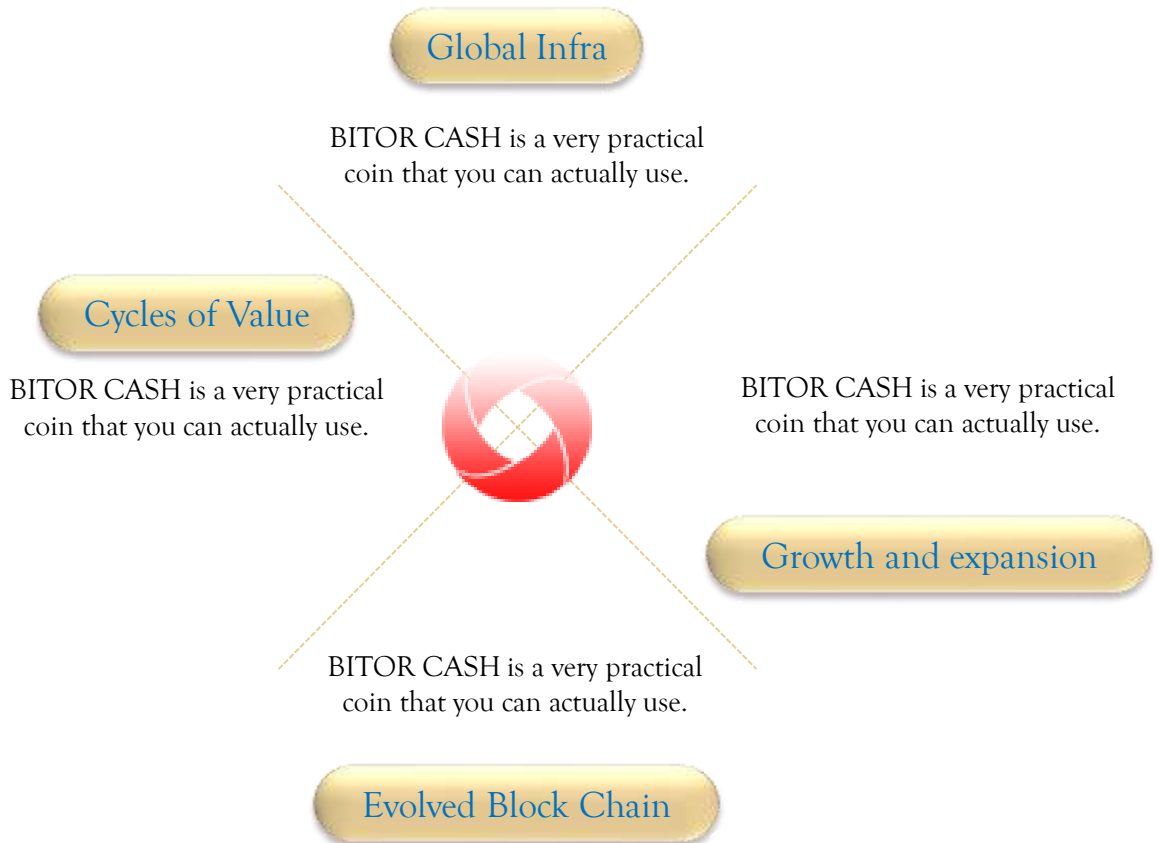 Global Infra
BITOR CASH is a very practical
coin that you can actually use.
Cycles of Value
BITOR CASH is a very practical
coin that you can actually use.
BITOR CASH is a very practical
coin that you can actually use.
Growth and expansion
BITOR CASH is a very practical
coin that you can actually use.
Evolved Block Chain